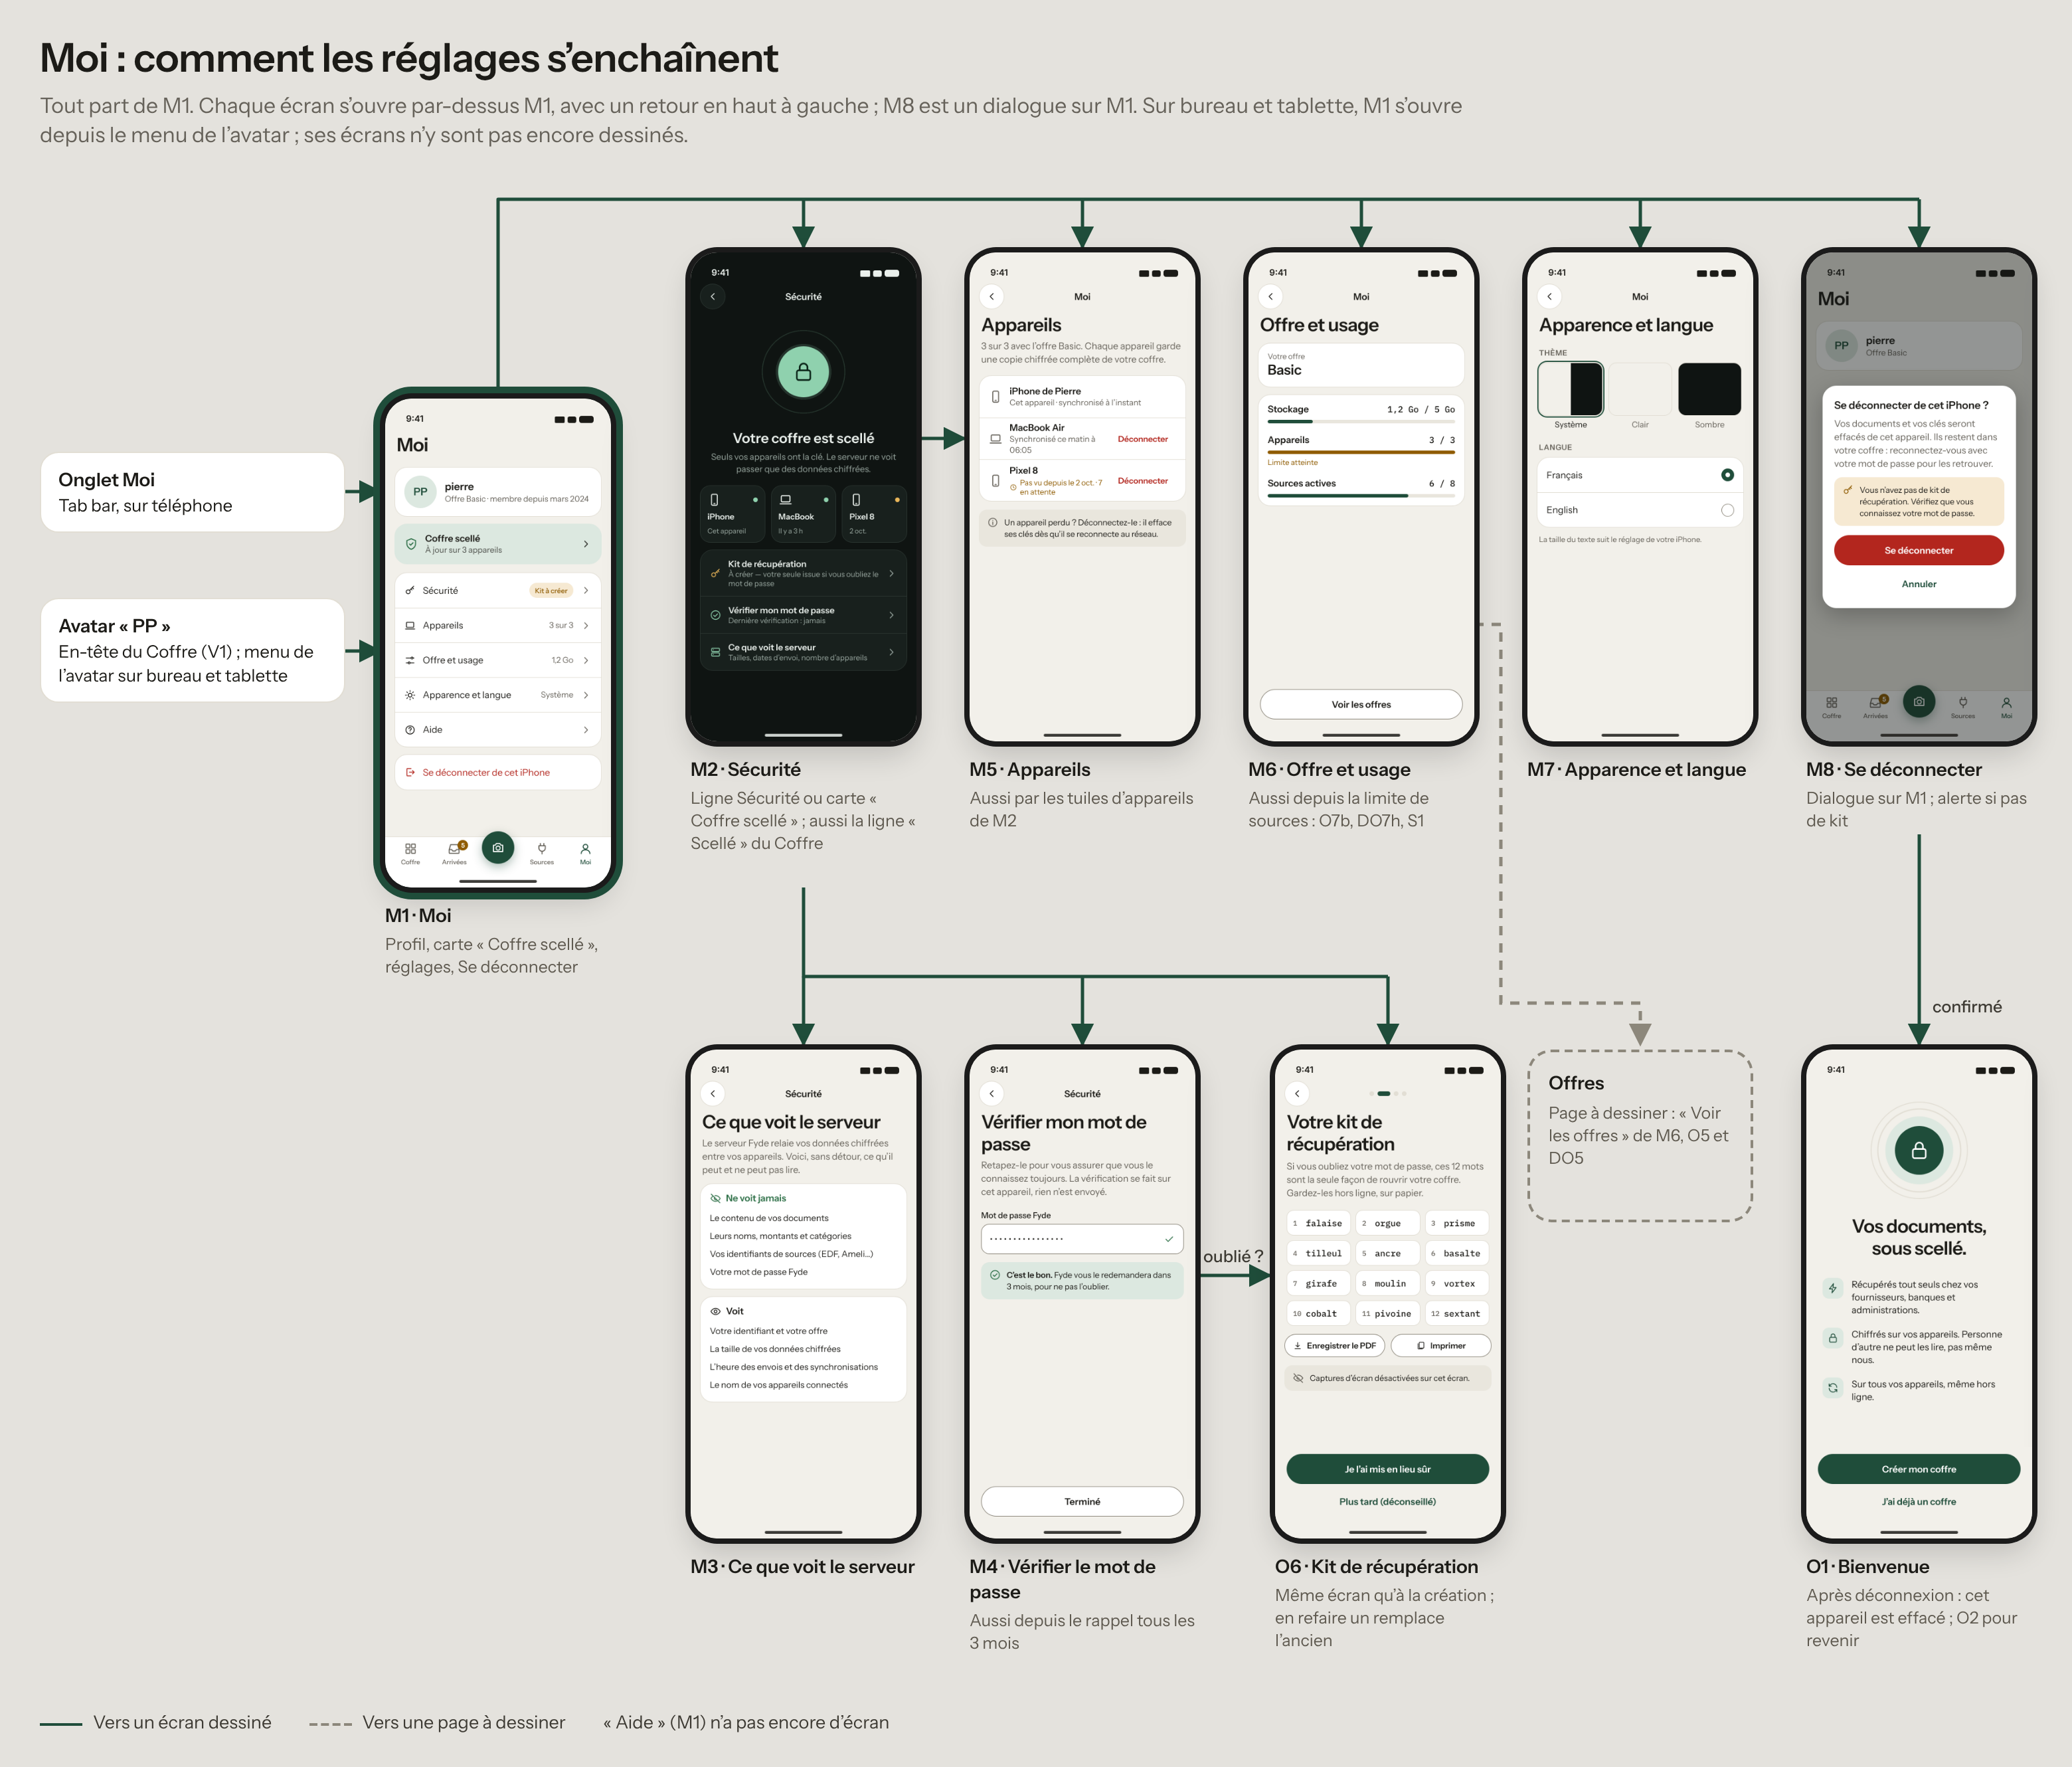 Moi : comment les réglages s’enchaînent
Tout part de M1. Chaque écran s’ouvre par-dessus M1, avec un retour en haut à gauche ; M8 est un dialogue sur M1. Sur bureau et tablette, M1 s’ouvre
depuis le menu de l’avatar ; ses écrans n’y sont pas encore dessinés.
Onglet Moi
Tab bar, sur téléphone
Avatar « PP »
En-tête du Coffre (V1) ; menu de
l’avatar sur bureau et tablette
9:41
Moi
PP
pierre
Offre Basic · membre depuis mars 2024
Coffre scellé
À jour sur 3 appareils
Sécurité
Kit à créer
Appareils
3 sur 3
Offre et usage
1,2 Go
Apparence et langue
Système
Aide
Se déconnecter de cet iPhone
Coffre
Arrivées
5
Sources
Moi
M1 · Moi
Profil, carte « Coffre scellé »,
réglages, Se déconnecter
9:41
Sécurité
Votre coffre est scellé
Seuls vos appareils ont la clé. Le serveur ne voit
passer que des données chiffrées.
iPhone
Cet appareil
MacBook
Il y a 3 h
Pixel 8
2 oct.
Kit de récupération
À créer — votre seule issue si vous oubliez le
mot de passe
Vérifier mon mot de passe
Dernière vérification : jamais
Ce que voit le serveur
Tailles, dates d’envoi, nombre d’appareils
M2 · Sécurité
Ligne Sécurité ou carte «
Coffre scellé » ; aussi la ligne «
Scellé » du Coffre
9:41
Moi
Appareils
3 sur 3 avec l’offre Basic. Chaque appareil garde
une copie chiffrée complète de votre coffre.
iPhone de Pierre
Cet appareil · synchronisé à l’instant
MacBook Air
Synchronisé ce matin à
06:05
Déconnecter
Pixel 8
Pas vu depuis le 2 oct. · 7
en attente
Déconnecter
Un appareil perdu ? Déconnectez-le : il efface
ses clés dès qu’il se reconnecte au réseau.
M5 · Appareils
Aussi par les tuiles d’appareils
de M2
9:41
Moi
Offre et usage
Votre offre
Basic
Stockage
1,2 Go / 5 Go
Appareils
3 / 3
Limite atteinte
Sources actives
6 / 8
Voir les offres
M6 · Offre et usage
Aussi depuis la limite de
sources : O7b, DO7h, S1
9:41
Moi
Apparence et langue
THÈME
Système
Clair
Sombre
LANGUE
Français
English
La taille du texte suit le réglage de votre iPhone.
M7 · Apparence et langue
9:41
Moi
PP
pierre
Offre Basic
Se déconnecter de cet iPhone ?
Vos documents et vos clés seront
effacés de cet appareil. Ils restent dans
votre coffre : reconnectez-vous avec
votre mot de passe pour les retrouver.
Vous n’avez pas de kit de
récupération. Vérifiez que vous
connaissez votre mot de passe.
Se déconnecter
Annuler
Coffre
Arrivées
5
Sources
Moi
M8 · Se déconnecter
Dialogue sur M1 ; alerte si pas
de kit
confirmé
9:41
Sécurité
Ce que voit le serveur
Le serveur Fyde relaie vos données chiffrées
entre vos appareils. Voici, sans détour, ce qu’il
peut et ne peut pas lire.
Ne voit jamais
Le contenu de vos documents
Leurs noms, montants et catégories
Vos identifiants de sources (EDF, Ameli…)
Votre mot de passe Fyde
Voit
Votre identifiant et votre offre
La taille de vos données chiffrées
L’heure des envois et des synchronisations
Le nom de vos appareils connectés
M3 · Ce que voit le serveur
9:41
Sécurité
Vérifier mon mot de
passe
Retapez-le pour vous assurer que vous le
connaissez toujours. La vérification se fait sur
cet appareil, rien n’est envoyé.
Mot de passe Fyde
C’est le bon. Fyde vous le redemandera dans
3 mois, pour ne pas l’oublier.
Terminé
M4 · Vérifier le mot de
passe
Aussi depuis le rappel tous les
3 mois
oublié ?
9:41
Votre kit de
récupération
Si vous oubliez votre mot de passe, ces 12 mots
sont la seule façon de rouvrir votre coffre.
Gardez-les hors ligne, sur papier.
1 falaise
2 orgue
3 prisme
4 tilleul
5 ancre
6 basalte
7 girafe
8 moulin
9 vortex
10 cobalt
11 pivoine
12 sextant
Enregistrer le PDF
Imprimer
Captures d’écran désactivées sur cet écran.
Je l’ai mis en lieu sûr
Plus tard (déconseillé)
O6 · Kit de récupération
Même écran qu’à la création ;
en refaire un remplace
l’ancien
Offres
Page à dessiner : « Voir
les offres » de M6, O5 et
DO5
9:41
Vos documents,
sous scellé.
Récupérés tout seuls chez vos
fournisseurs, banques et
administrations.
Chiffrés sur vos appareils. Personne
d’autre ne peut les lire, pas même
nous.
Sur tous vos appareils, même hors
ligne.
Créer mon coffre
J’ai déjà un coffre
O1 · Bienvenue
Après déconnexion : cet
appareil est effacé ; O2 pour
revenir
Vers un écran dessiné
Vers une page à dessiner
« Aide » (M1) n’a pas encore d’écran